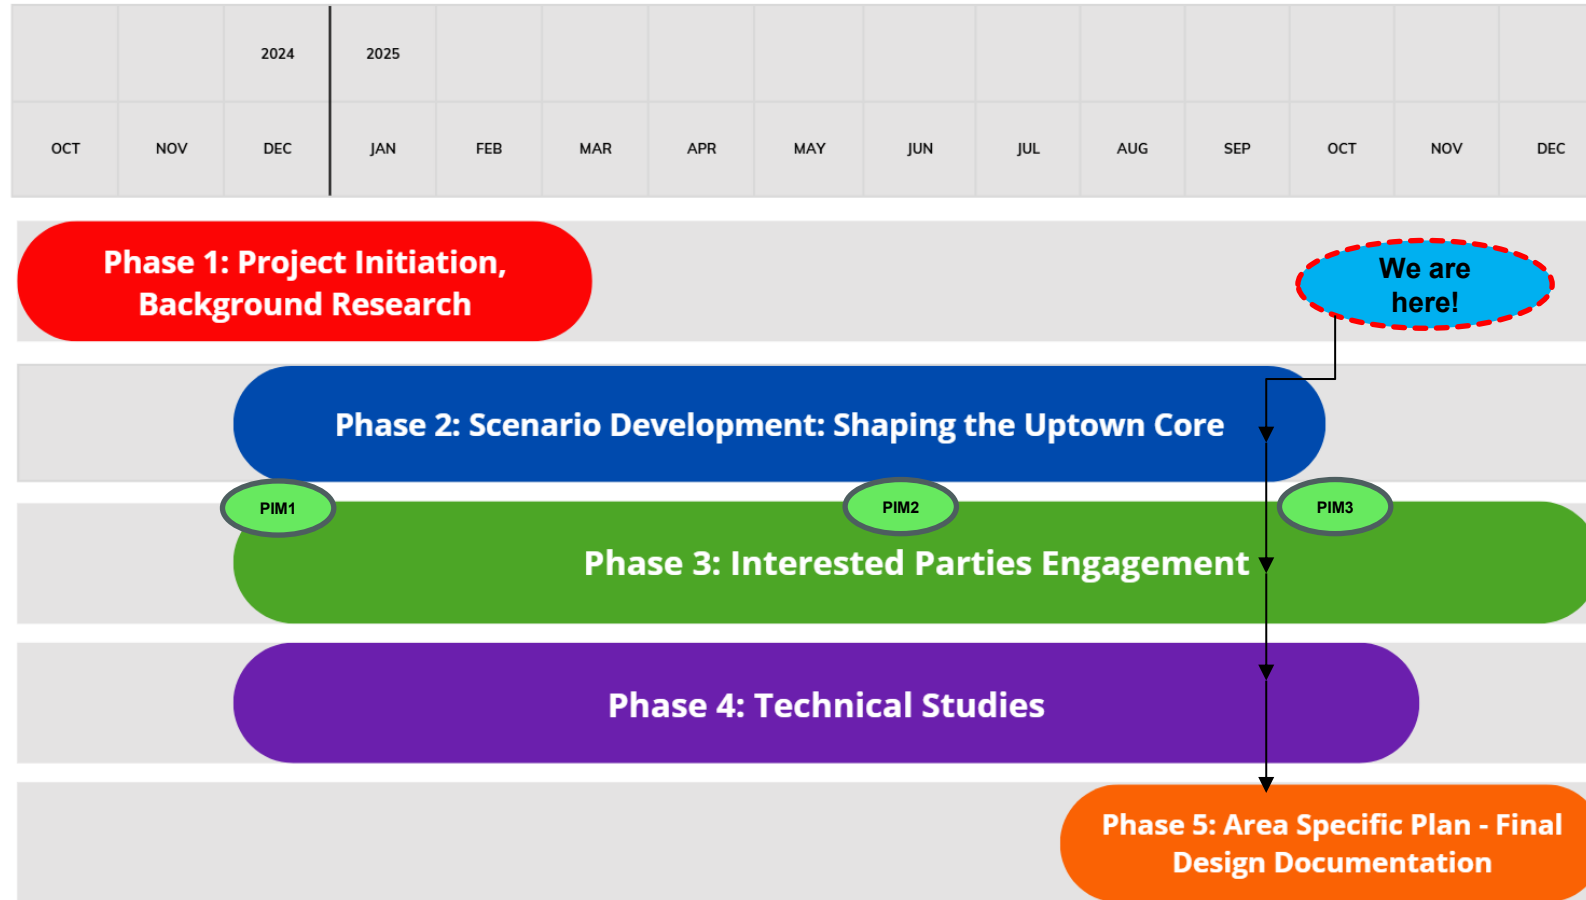 2024 2025
OCT NOV DEC JAN FEB MAR APR MAY JUN JUL AUG SEP OCT NOV DEC
Phase 1: Project Initiation,
Background Research
We are
here!
Phase 2: Scenario Development: Shaping the Uptown Core
PIM1 PIM2 PIM3
Phase 3: Interested Parties Engagement
Phase 4: Technical Studies
Phase 5: Area Specific Plan - Final
Design Documentation